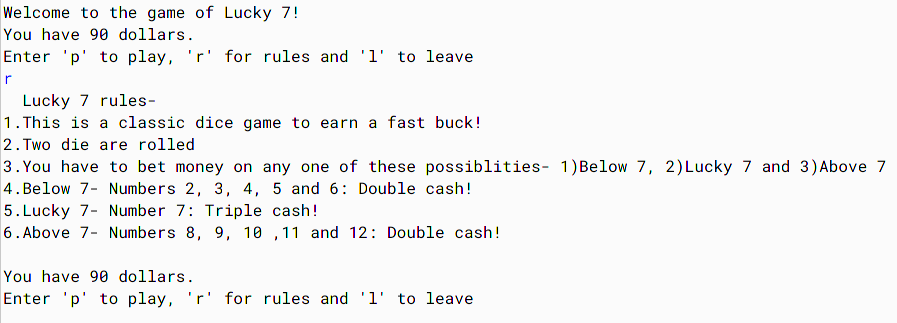 Welcome to the game of Lucky 7!
You have 90 dollars.
Enter 'p' to play, 'r' for rules and 'l' to leave
r
  Lucky 7 rules-
1.This is a classic dice game to earn a fast buck!
2.Two die are rolled
3.You have to bet money on any one of these possiblities- 1)Below 7, 2)Lucky 7 and 3)Above 7
4.Below 7- Numbers 2, 3, 4, 5 and 6: Double cash!
5.Lucky 7- Number 7: Triple cash!
6.Above 7- Numbers 8, 9, 10 ,11 and 12: Double cash!

You have 90 dollars.
Enter 'p' to play, 'r' for rules and 'l' to leave